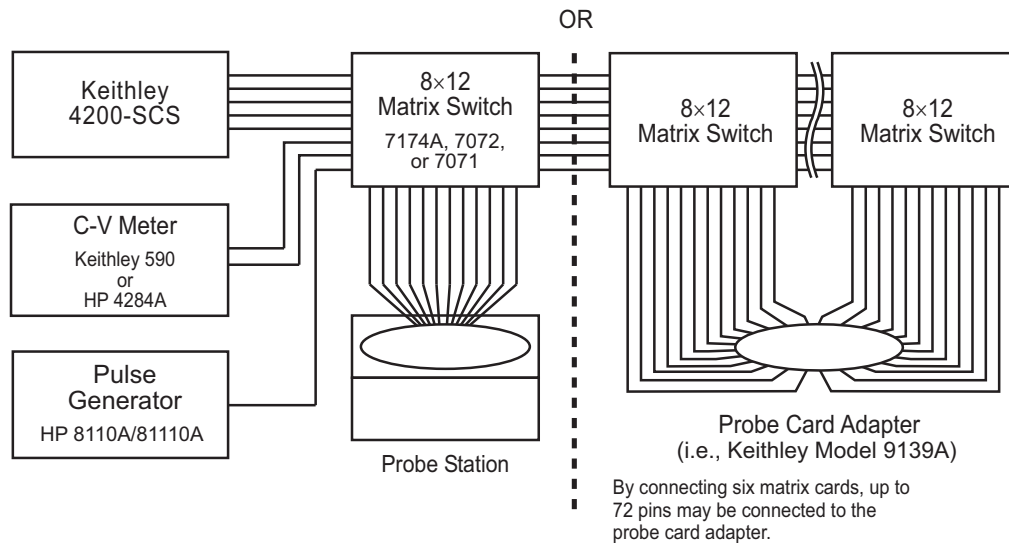 OR
Keithley
4200-SCS
8×12
Matrix Switch
7174A, 7072,
or 7071
8×12
Matrix Switch
8×12
Matrix Switch
C-V Meter
Keithley 590
or
HP 4284A
Pulse
Generator
HP 8110A/81110A
Probe Station
Probe Card Adapter
(i.e., Keithley Model 9139A)
By connecting six matrix cards, up to
72 pins may be connected to the
probe card adapter.